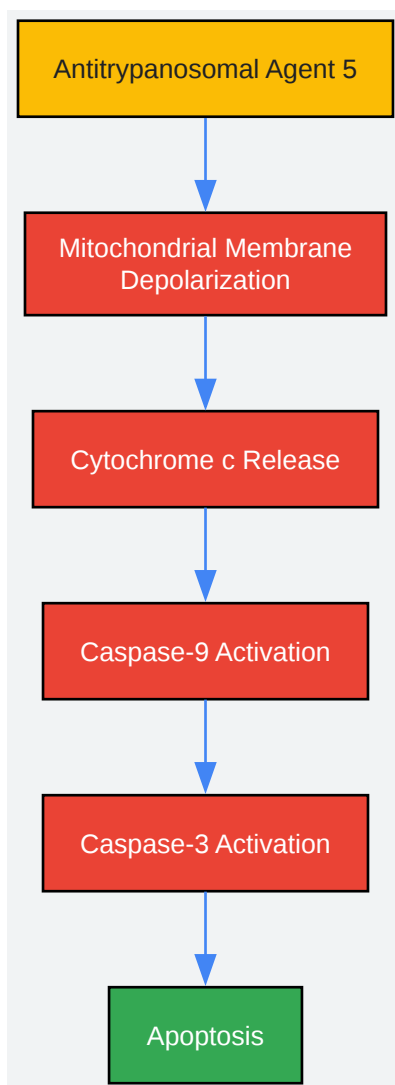 Antitrypanosomal Agent 5
Mitochondrial Membrane
Depolarization
Cytochrome c Release
Caspase-9 Activation
Caspase-3 Activation
Apoptosis